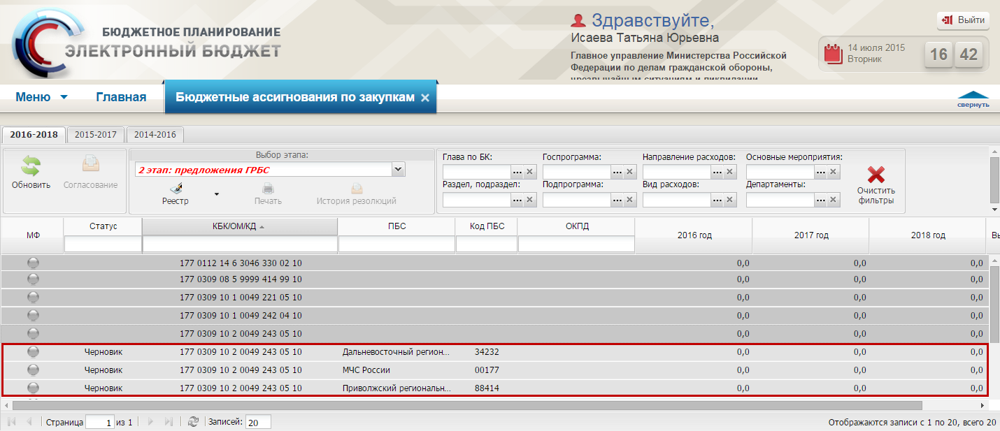 БЮДЖЕТНОЕ ПЛАНИРОВАНИЕ
ЭЛЕКТРОННЫЙ БЮДЖЕТ
Здравствуйте,
Исаева Татьяна Юрьевна
Главное управление Министерства Российской
Федерации по делам гражданской обороны,
чрезвычайным ситуациям и ликвидации
Выйти
14 июля 2015
Вторник
16 42
Меню Главная Бюджетные ассигнования по закупкам
свернуть
2016-2018 2015-2017 2014-2016
Обновить Согласование
Выбор этапа:
2 этап: предложения ГРБС
Реестр Печать История резолюций
Глава по БК: Госпрограмма: Направление расходов: Основные мероприятия:
Раздел, подраздел: Подпрограмма: Вид расходов: Департаменты:
Очистить
фильтры
МФ Статус КБК/ОМ/КД ПБС Код ПБС ОКПД 2016 год 2017 год 2018 год Вы
177 0112 14 6 3046 330 02 10 0,0 0,0 0,0
177 0309 08 5 9999 414 99 10 0,0 0,0 0,0
177 0309 10 1 0049 221 05 10 0,0 0,0 0,0
177 0309 10 1 0049 242 04 10 0,0 0,0 0,0
177 0309 10 2 0049 243 05 10 0,0 0,0 0,0
Черновик 177 0309 10 2 0049 243 05 10 Дальневосточный регион... 34232 0,0 0,0 0,0
Черновик 177 0309 10 2 0049 243 05 10 МЧС России 00177 0,0 0,0 0,0
Черновик 177 0309 10 2 0049 243 05 10 Приволжский региональн... 88414 0,0 0,0 0,0
Страница 1 из 1 Записей: 20
Отображаются записи с 1 по 20, всего 20